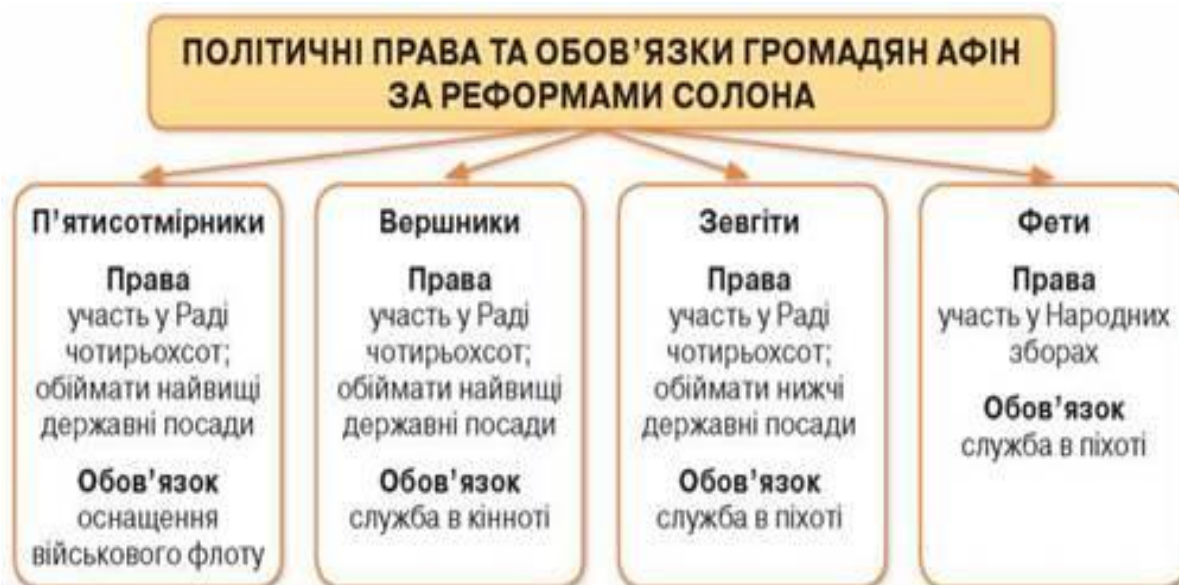 ПОЛІТИЧНІ ПРАВА ТА ОБОВ’ЯЗКИ ГРОМАДЯН АФІН
ЗА РЕФОРМАМИ СОЛОНА
П’ятисотмірники
Права
участь у Раді
чотирьохсот;
обіймати найвищі
державні посади
Обов’язок
оснащення
військового флоту
Вершники
Права
участь у Раді
чотирьохсот;
обіймати найвищі
державні посади
Обов’язок
служба в кінноті
Зевгіти
Права
участь у Раді
чотирьохсот;
обіймати нижчі
державні посади
Обов’язок
служба в піхоті
Фети
Права
участь у Народних
зборах
Обов’язок
служба в піхоті